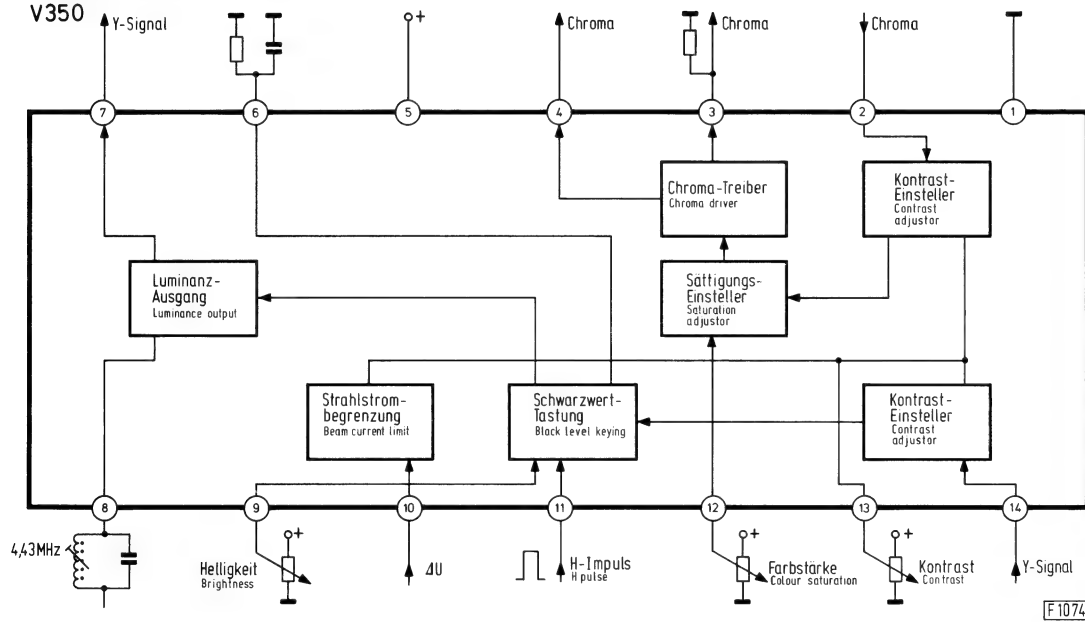 V350
Y-Signal
+
Chroma
Chroma
Chroma
7
6
5
4
3
2
1
Chroma-Treiber
Chroma driver
Kontrast-
Einsteller
Contrast
adjustor
Luminanz-
Ausgang
Luminance output
Sättigungs-
Einsteller
Saturation
adjustor
Strahlstrom-
begrenzung
Beam current limit
Schwarzwert-
Tastung
Black level keying
Kontrast-
Einsteller
Contrast
adjustor
8
9
10
11
12
13
14
4,43MHz
Helligkeit
Brightness
+
ΔU
H-Impuls
H pulse
+
Farbstärke
Colour saturation
+
Kontrast
Contrast
Y-Signal
F1074